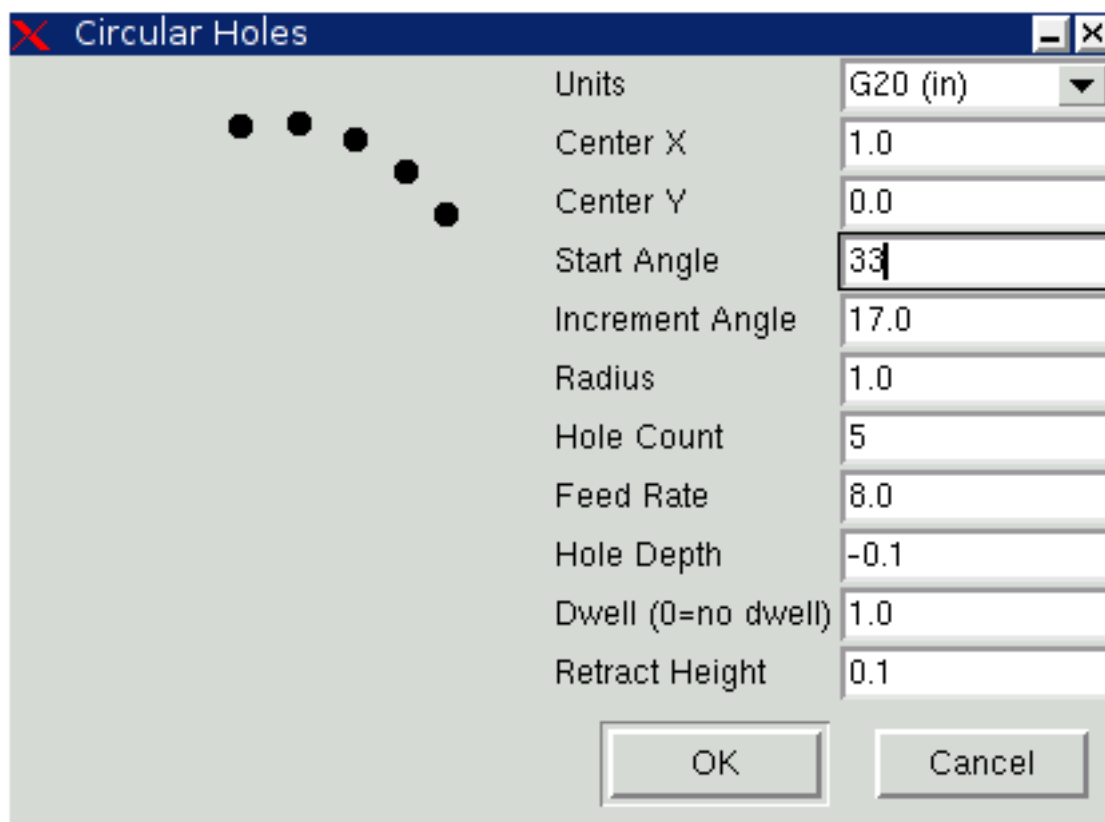 Circular Holes
Units G20 (in)
Center X 1.0
Center Y 0.0
Start Angle 33
Increment Angle 17.0
Radius 1.0
Hole Count 5
Feed Rate 8.0
Hole Depth -0.1
Dwell (0=no dwell) 1.0
Retract Height 0.1
OK Cancel